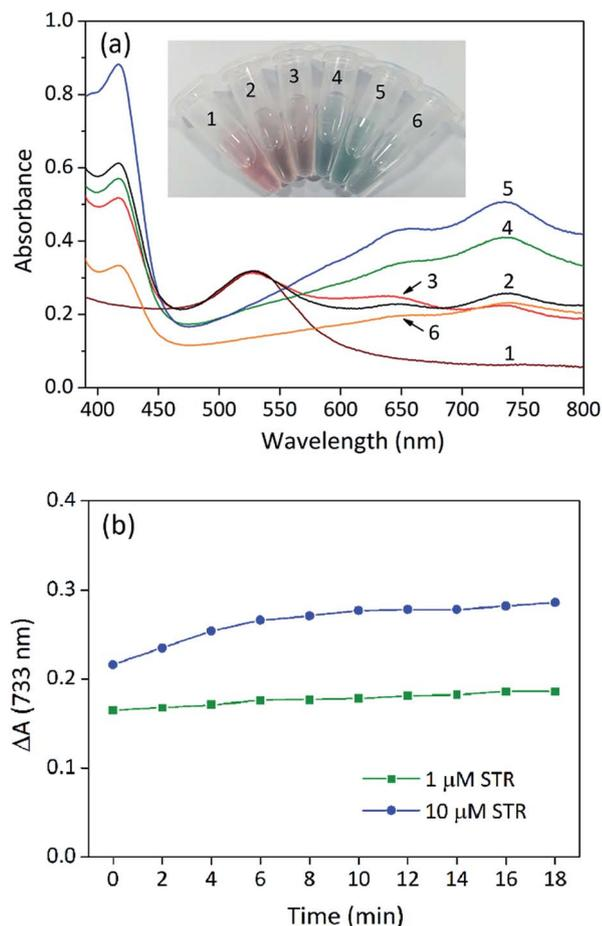 (a)
1.0
0.8
0.6
0.4
0.2
0.0
Absorbance
1 2 3 4 5 6
5
4
3
2
6
1
400 450 500 550 600 650 700 750 800
Wavelength (nm)
(b)
0.4
0.3
0.2
0.1
0.0
ΔA (733 nm)
1 μM STR
10 μM STR
0 2 4 6 8 10 12 14 16 18
Time (min)